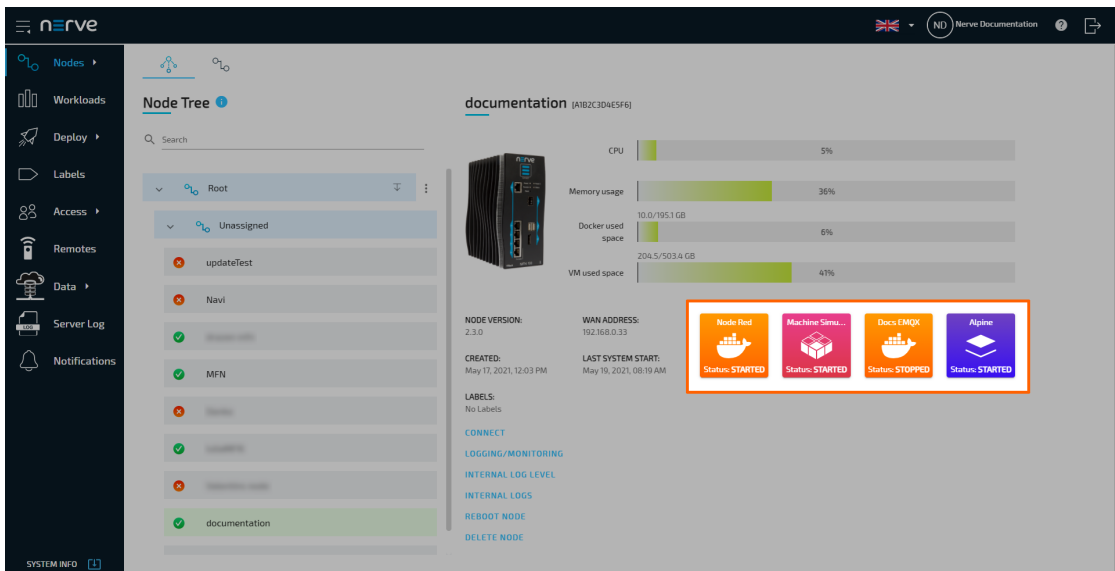 nerve
ND Nerve Documentation
Nodes
Workloads
Deploy
Labels
Access
Remotes
Data
LOG Server Log
Notifications
SYSTEM INFO
Node Tree
Search
Root
Unassigned
updateTest
Navi
MFN
documentation
documentation [A1B2C3D4E5F6]
nerve
CPU 5%
Memory usage 36%
10.0/195.1 GB
Docker used space 6%
204.5/503.4 GB
VM used space 41%
NODE VERSION:
2.3.0
WAN ADDRESS:
192.168.0.33
CREATED:
May 17, 2021, 12:03 PM
LAST SYSTEM START:
May 19, 2021, 08:19 AM
LABELS:
No Labels
CONNECT
LOGGING/MONITORING
INTERNAL LOG LEVEL
INTERNAL LOGS
REBOOT NODE
DELETE NODE
Node Red
Status: STARTED
Machine Simu...
Status: STARTED
Docs EMQX
Status: STOPPED
Alpine
Status: STARTED